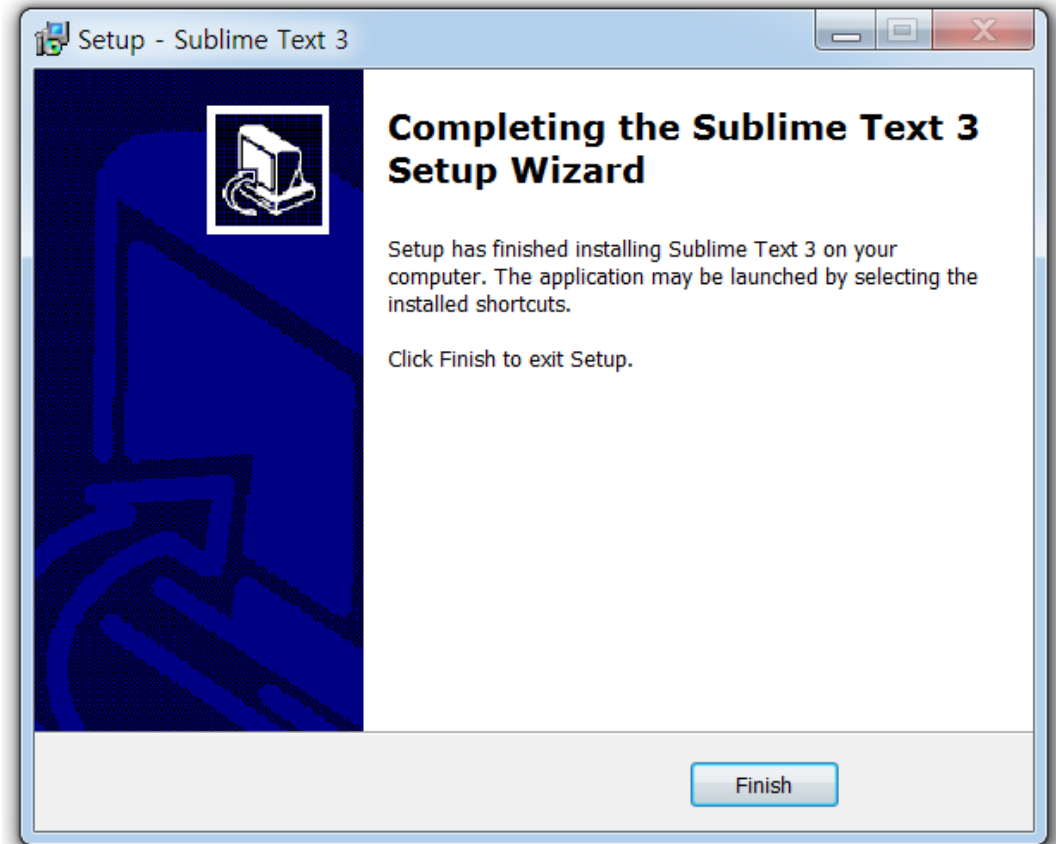 Setup - Sublime Text 3
Completing the Sublime Text 3
Setup Wizard
Setup has finished installing Sublime Text 3 on your
computer. The application may be launched by selecting the
installed shortcuts.
Click Finish to exit Setup.
Finish